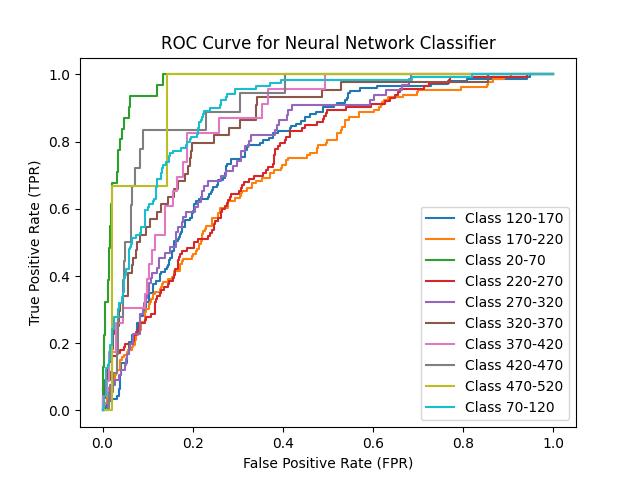 ROC Curve for Neural Network Classifier
True Positive Rate (TPR)
1.0
0.8
0.6
0.4
0.2
0.0
Class 120-170
Class 170-220
Class 20-70
Class 220-270
Class 270-320
Class 320-370
Class 370-420
Class 420-470
Class 470-520
Class 70-120
0.0 0.2 0.4 0.6 0.8 1.0
False Positive Rate (FPR)